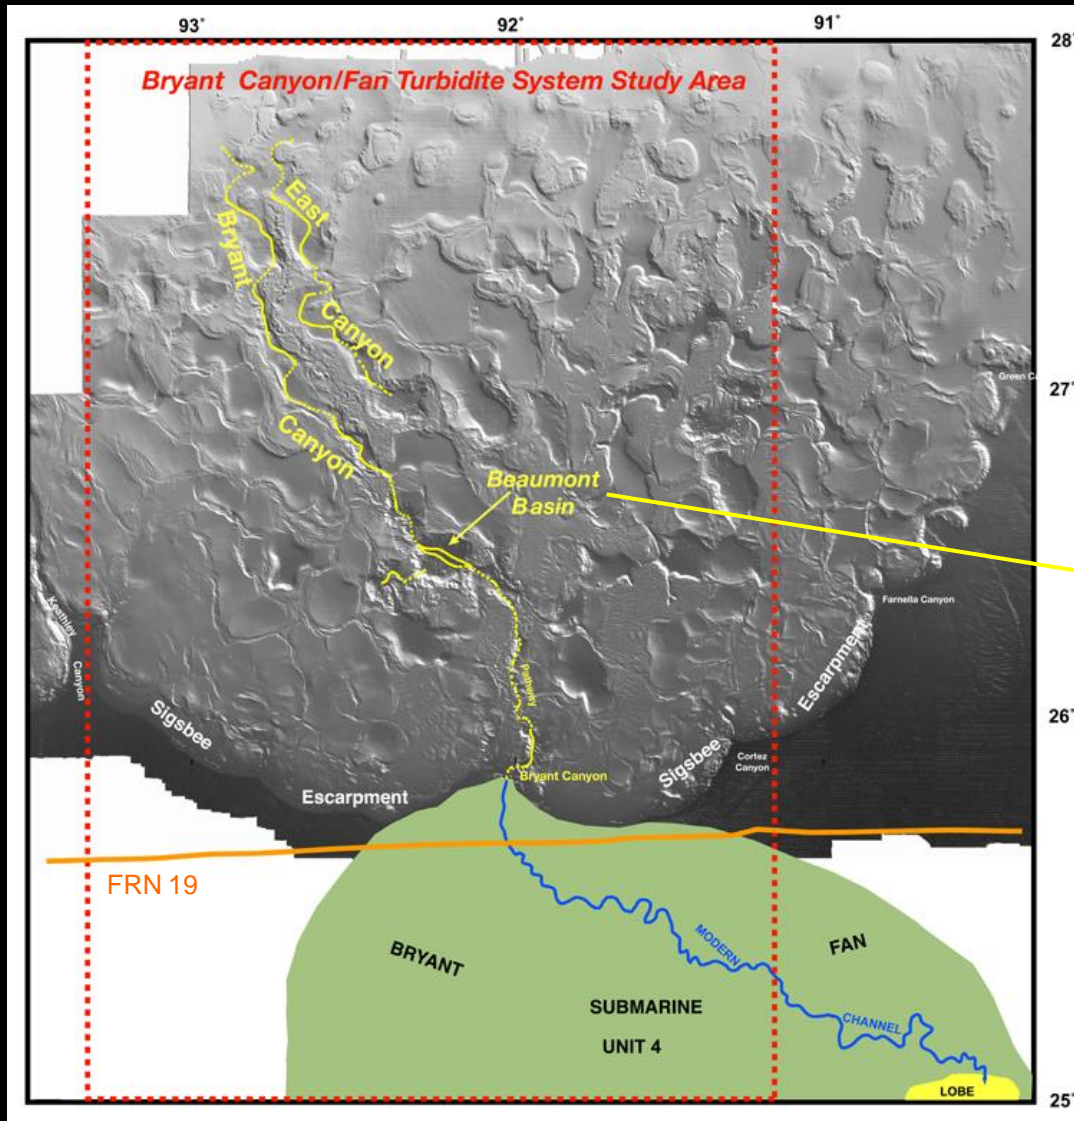 93°
92°
91°
28°
Bryant Canyon/Fan Turbidite System Study Area
East
Bryant
Canyon
Green Ca
27°
Canyon
Beaumont
Basin
Farnella Canyon
Keathley
Canyon
Pathway
Escarpment
26°
Sigsbee
Sigsbee
Cortez
Canyon
Bryant Canyon
Escarpment
FRN 19
BRYANT
MODERN
FAN
SUBMARINE
CHANNEL
UNIT 4
LOBE
25°